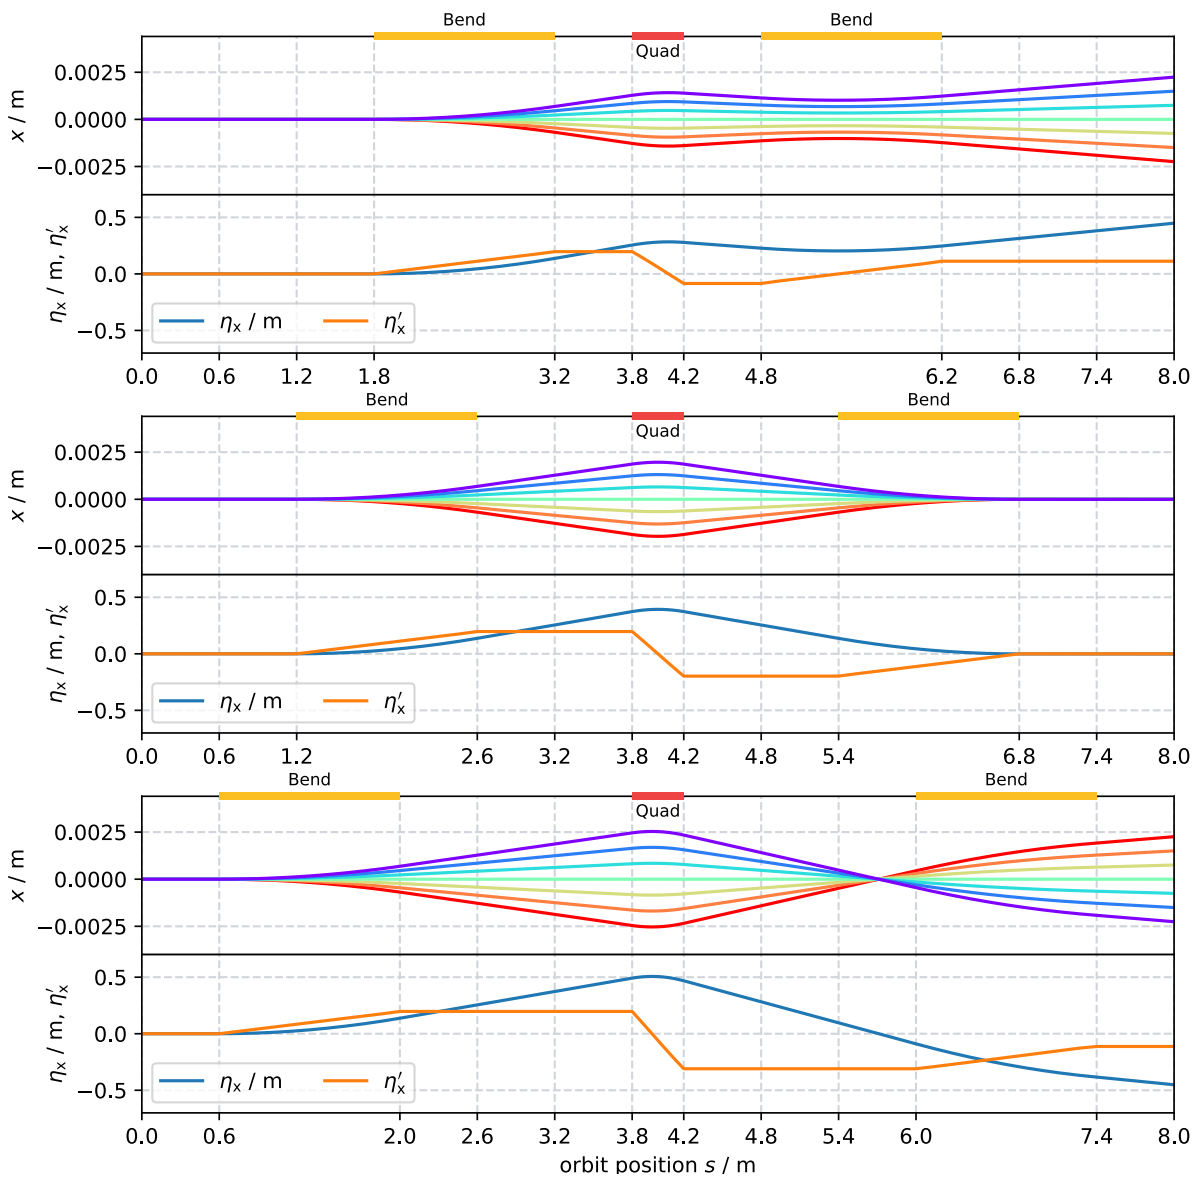 Bend Bend
Quad
0.0025
0.0000
−0.0025
x / m
0.5
0.0
−0.5
ηx / m, η′x
ηx / m η′x
0.0 0.6 1.2 1.8 3.2 3.8 4.2 4.8 6.2 6.8 7.4 8.0
Bend Bend
Quad
0.0025
0.0000
−0.0025
x / m
0.5
0.0
−0.5
ηx / m, η′x
ηx / m η′x
0.0 0.6 1.2 2.6 3.2 3.8 4.2 4.8 5.4 6.8 7.4 8.0
Bend Bend
Quad
0.0025
0.0000
−0.0025
x / m
0.5
0.0
−0.5
ηx / m, η′x
ηx / m η′x
0.0 0.6 2.0 2.6 3.2 3.8 4.2 4.8 5.4 6.0 7.4 8.0
orbit position s / m